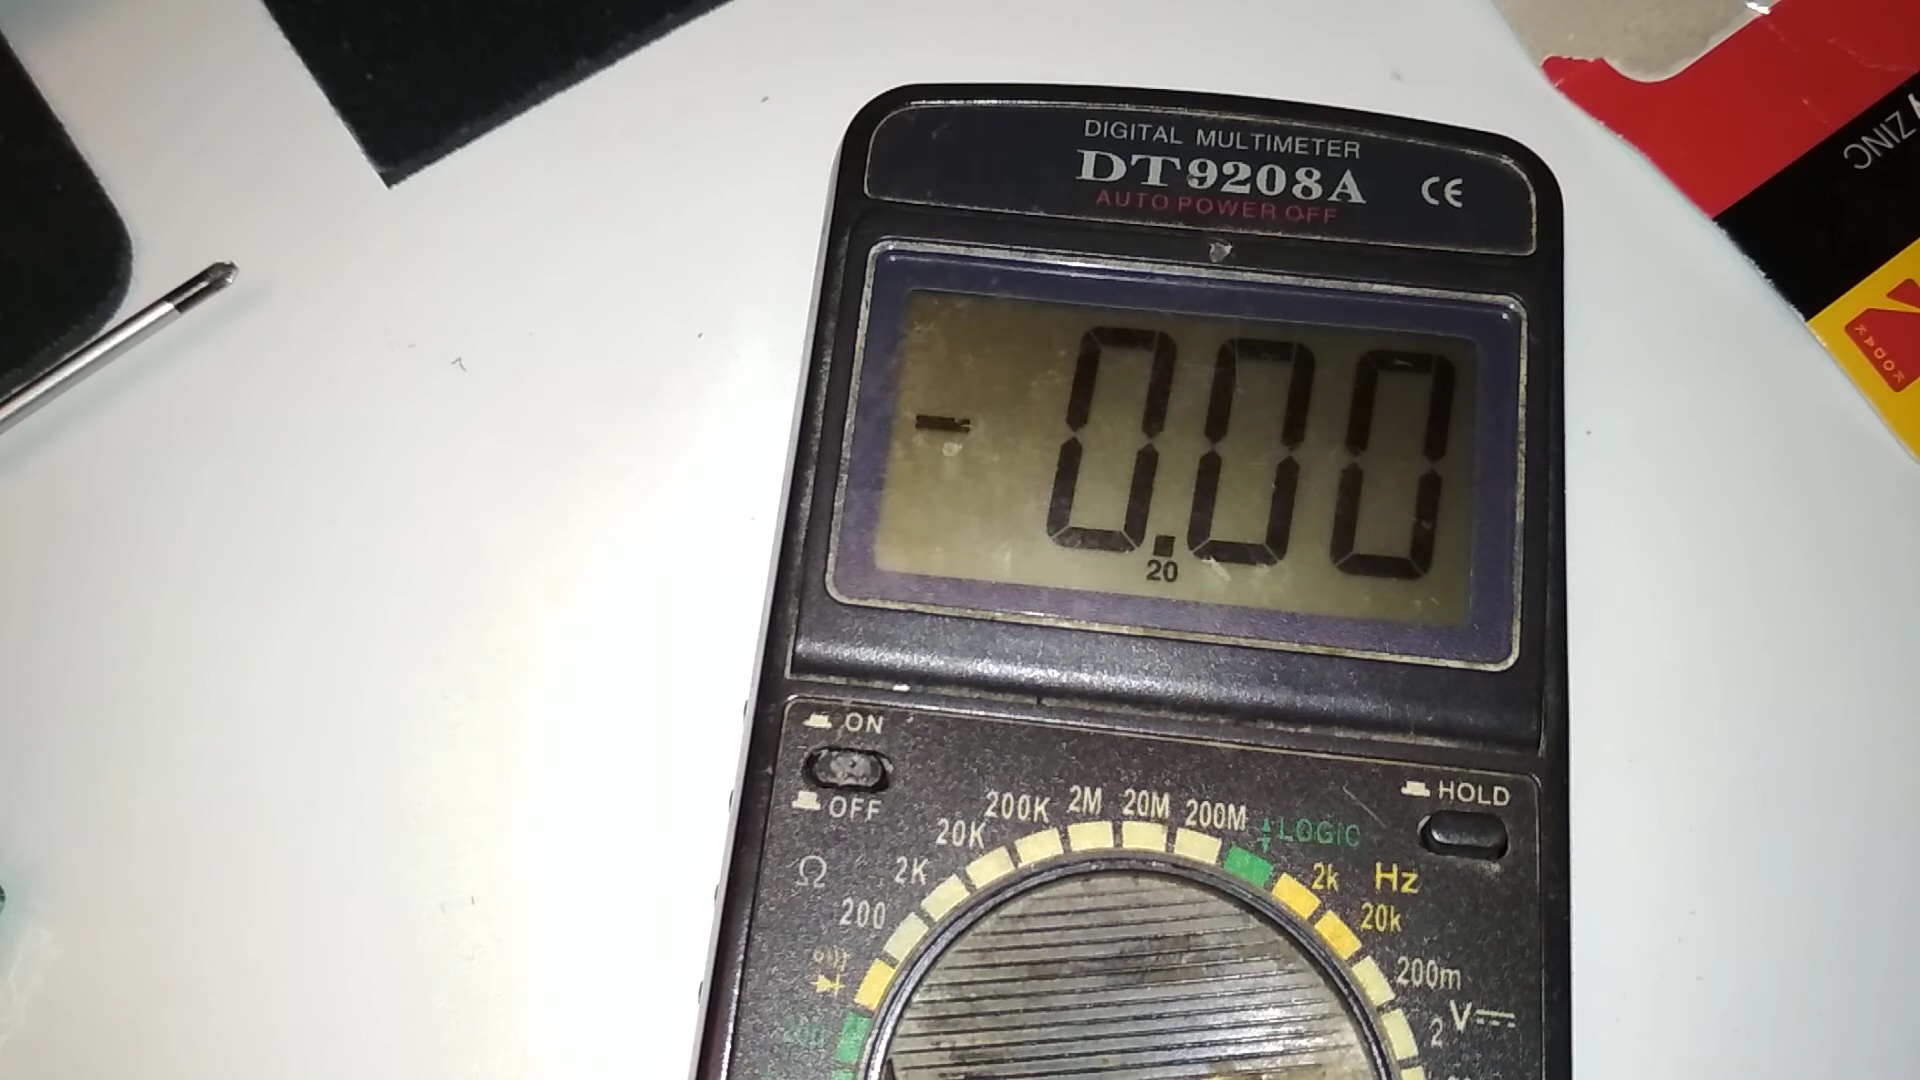 DIGITAL MULTIMETER
DT9208A
CE
AUTO POWER OFF
ZINC
KODAK
- 0.00
20
ON
OFF
HOLD
200K 2M 20M 200M
LOGIC
20K
2K
Ω
200
2k Hz
20k
200m
2 V